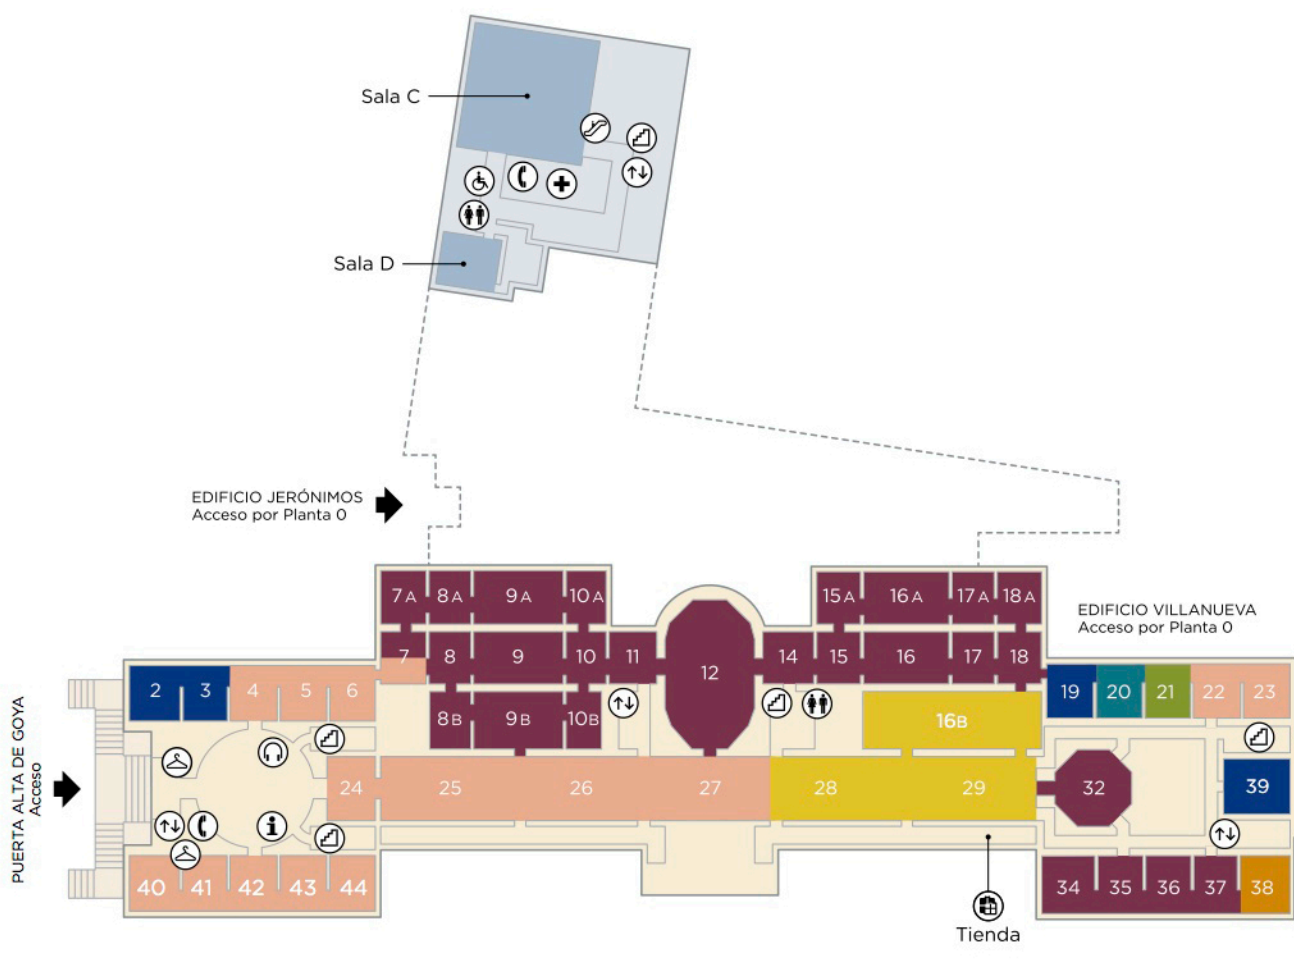 Sala C
Sala D
EDIFICIO JERÓNIMOS
Acceso por Planta 0
7A 8A 9A 10A
15A 16A 17A 18A
EDIFICIO VILLANUEVA
Acceso por Planta 0
7 8 9 10 11 12 14 15 16 17 18
2 3 4 5 6
19 20 21 22 23
8B 9B 10B
16B
PUERTA ALTA DE GOYA
Acceso
24 25 26 27 28 29 32 39
40 41 42 43 44
34 35 36 37 38
Tienda